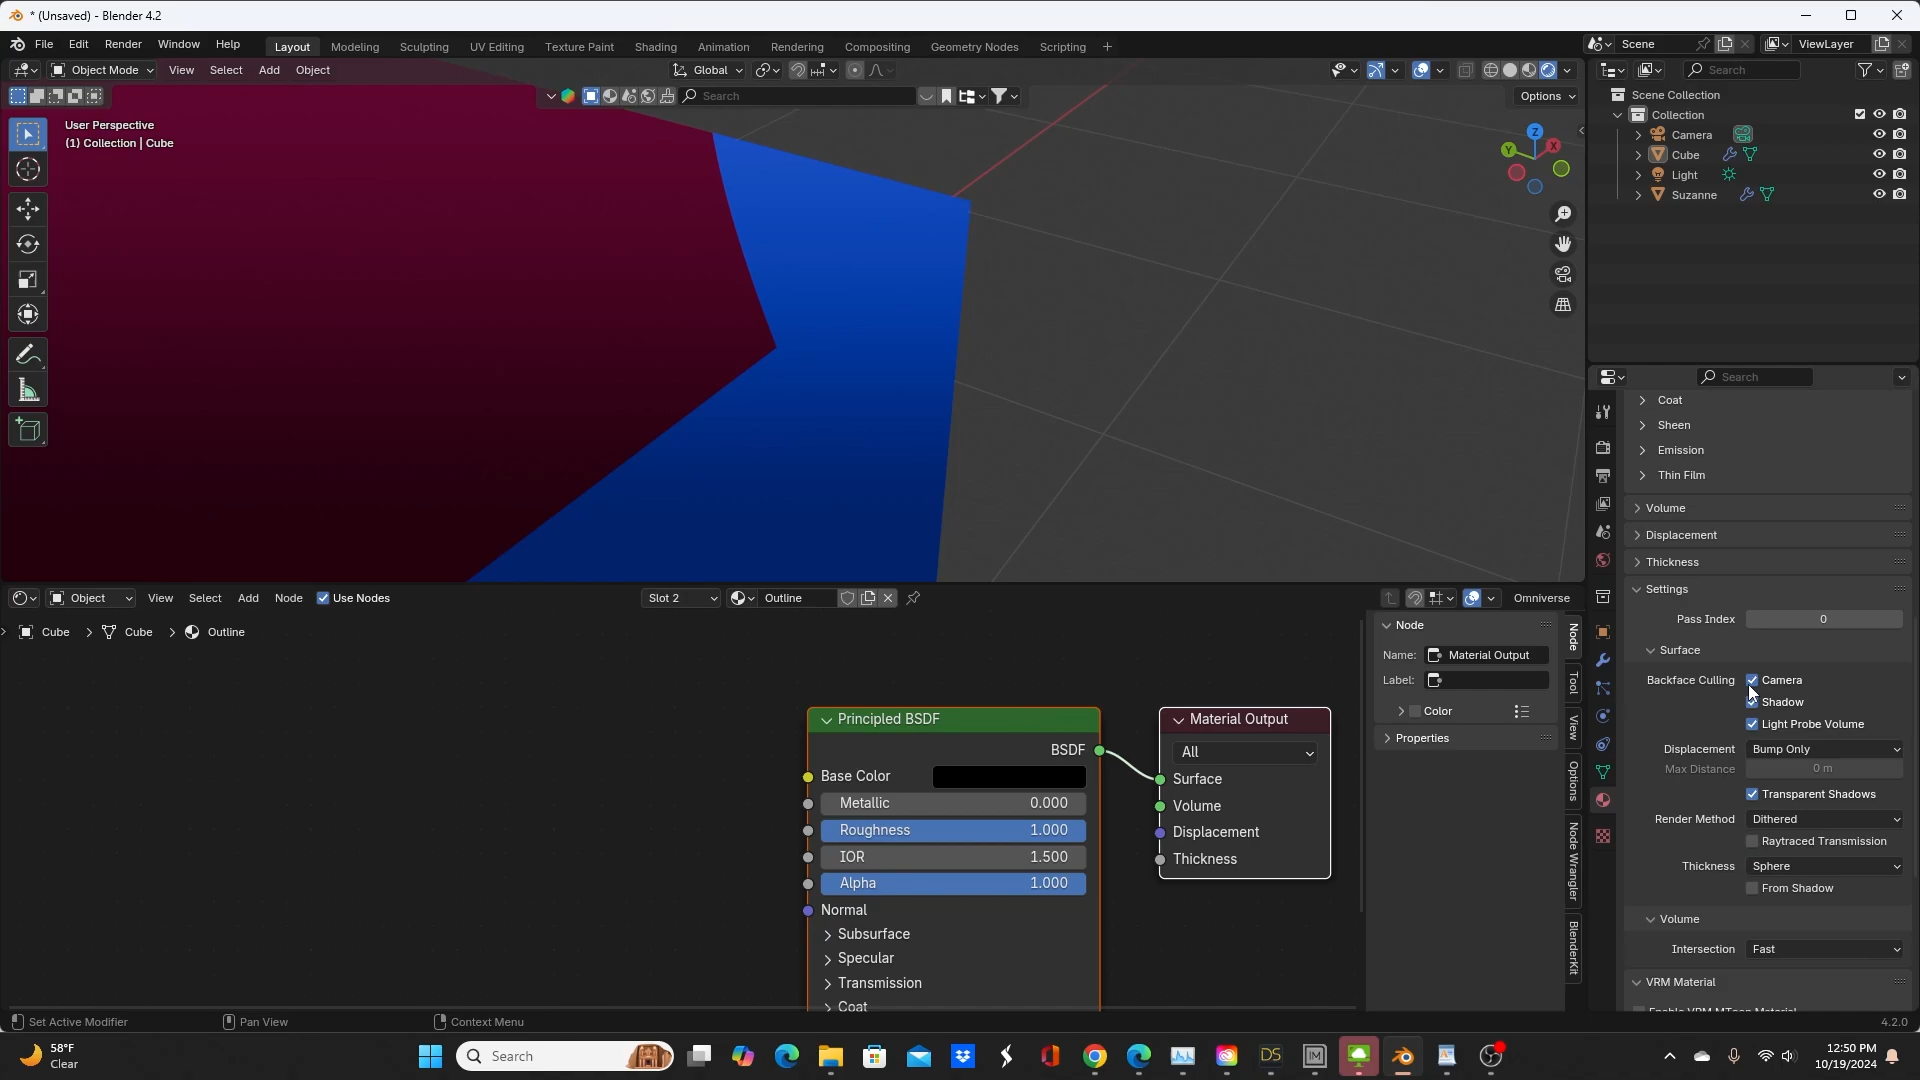 * (Unsaved) - Blender 4.2
File Edit Render Window Help Layout Modeling Sculpting UV Editing Texture Paint Shading Animation Rendering Compositing Geometry Nodes Scripting + Scene ViewLayer
Object Mode View Select Add Object Global Search
Search Options
User Perspective
(1) Collection | Cube
Z
Y
X
Scene Collection
Collection
Camera
Cube
Light
Suzanne
Search
Coat
Sheen
Emission
Thin Film
Volume
Displacement
Thickness
Settings
Pass Index 0
Surface
Backface Culling Camera
Shadow
Light Probe Volume
Displacement Bump Only
Max Distance 0 m
Transparent Shadows
Render Method Dithered
Raytraced Transmission
Thickness Sphere
From Shadow
Volume
Intersection Fast
VRM Material
Object View Select Add Node Use Nodes Slot 2 Outline Omniverse
Cube Cube Outline
Principled BSDF
BSDF
Base Color
Metallic 0.000
Roughness 1.000
IOR 1.500
Alpha 1.000
Normal
Subsurface
Specular
Transmission
Coat
Material Output
All
Surface
Volume
Displacement
Thickness
Node
Name: Material Output
Label:
Color
Properties
Node
Tool
View
Options
Node Wrangler
BlenderKit
Set Active Modifier Pan View Context Menu 4.2.0
58°F
Clear
Search
DS
12:50 PM
10/19/2024